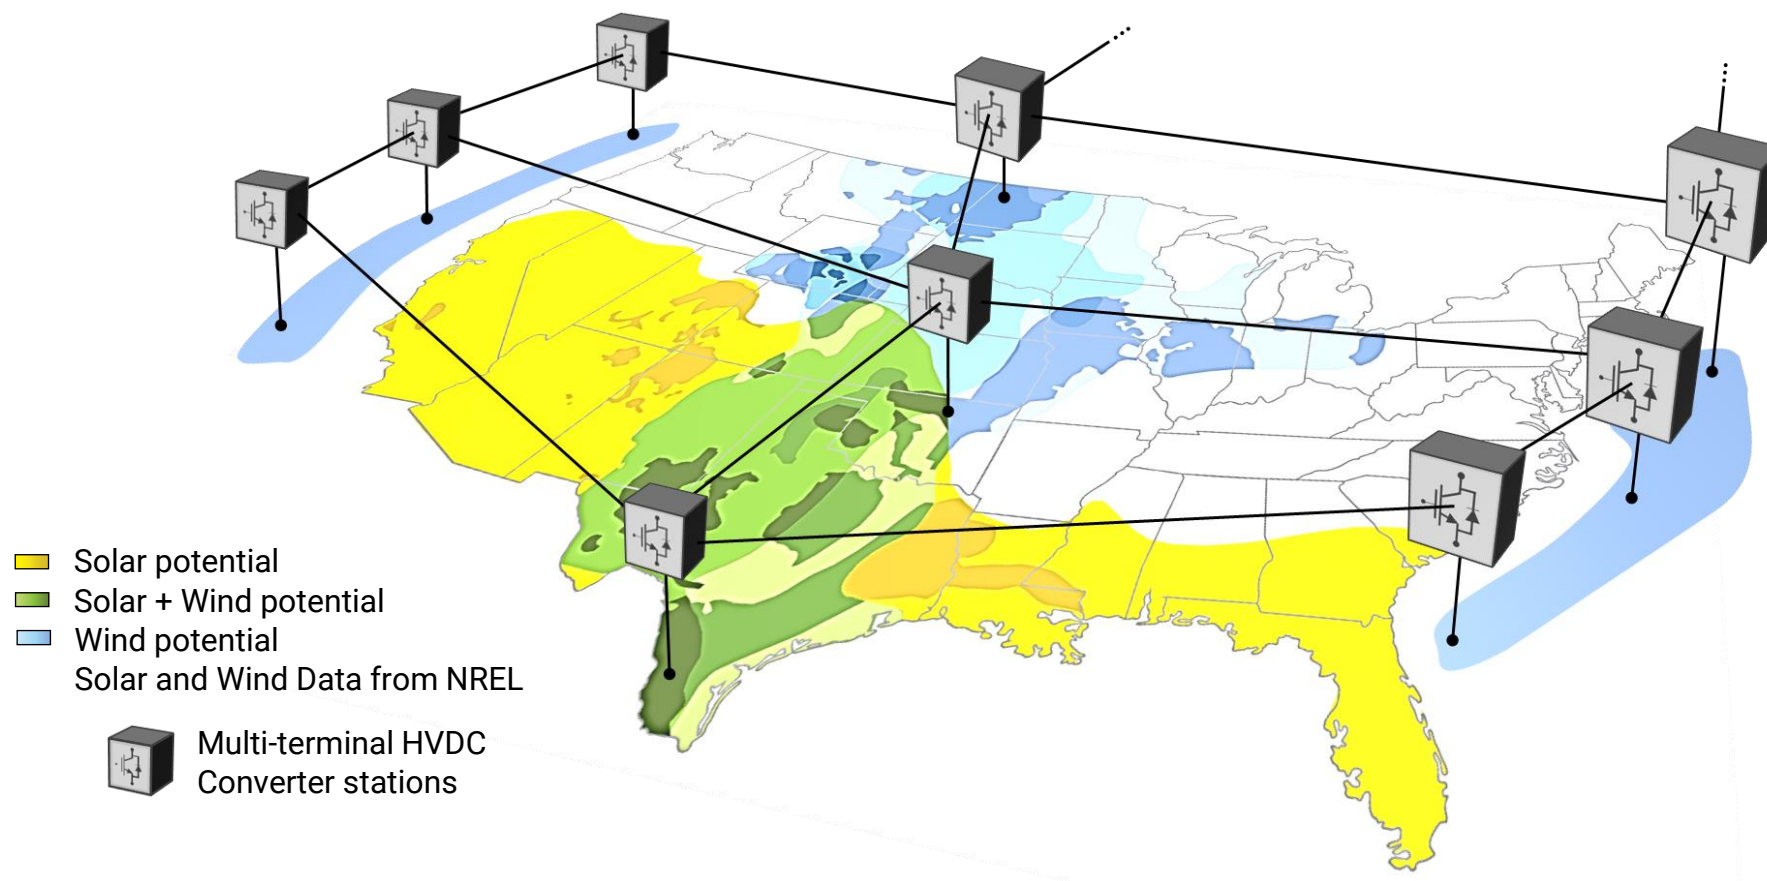 Solar potential
Solar + Wind potential
Wind potential
Solar and Wind Data from NREL
Multi-terminal HVDC
Converter stations